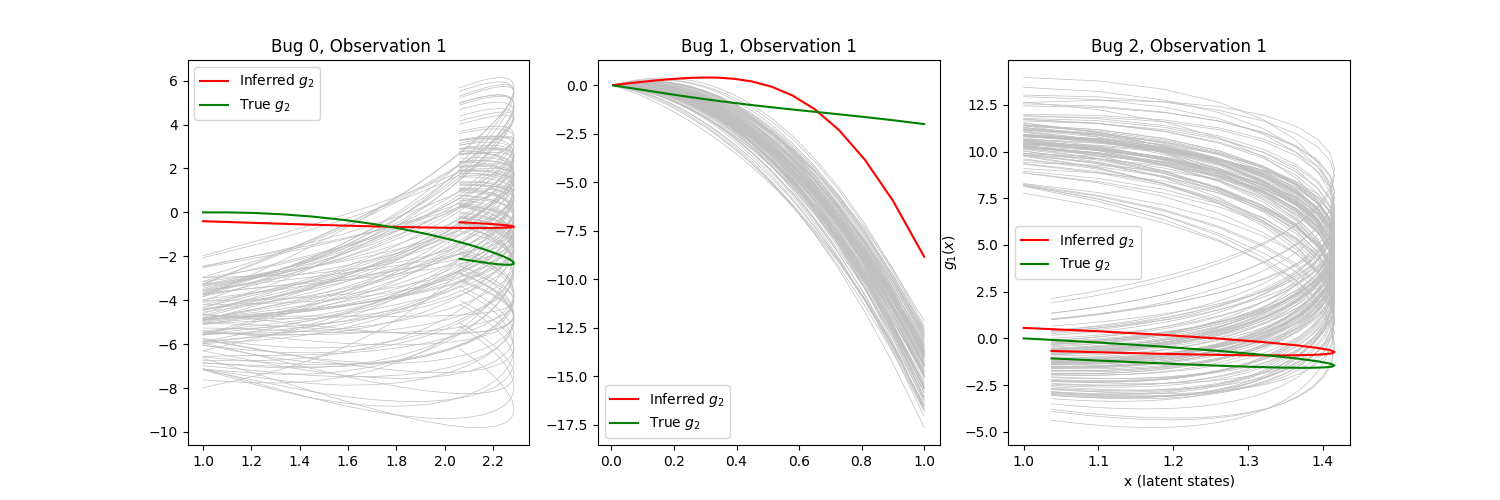 Bug 0, Observation 1
Inferred g₂
True g₂
6
4
2
0
−2
−4
−6
−8
−10
1.0 1.2 1.4 1.6 1.8 2.0 2.2
Bug 1, Observation 1
0.0
−2.5
−5.0
−7.5
−10.0
−12.5
−15.0
−17.5
Inferred g₂
True g₂
0.0 0.2 0.4 0.6 0.8 1.0
Bug 2, Observation 1
g₁(x)
12.5
10.0
7.5
5.0
2.5
0.0
−2.5
−5.0
Inferred g₂
True g₂
1.0 1.1 1.2 1.3 1.4
x (latent states)